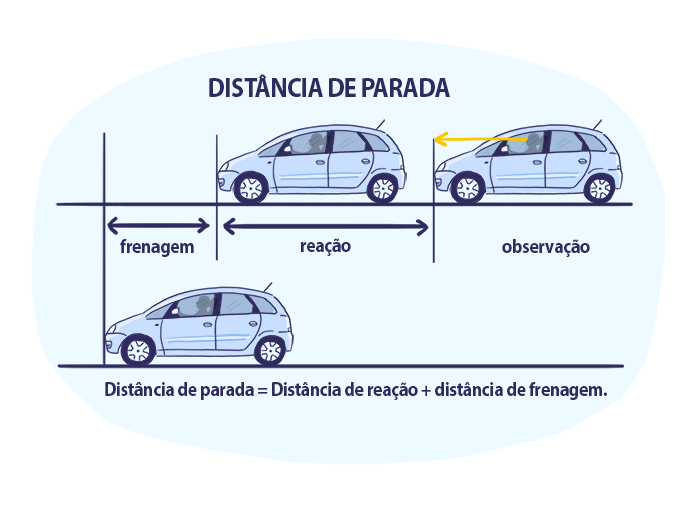 DISTÂNCIA DE PARADA
frenagem
reação
observação
Distância de parada = Distância de reação + distância de frenagem.